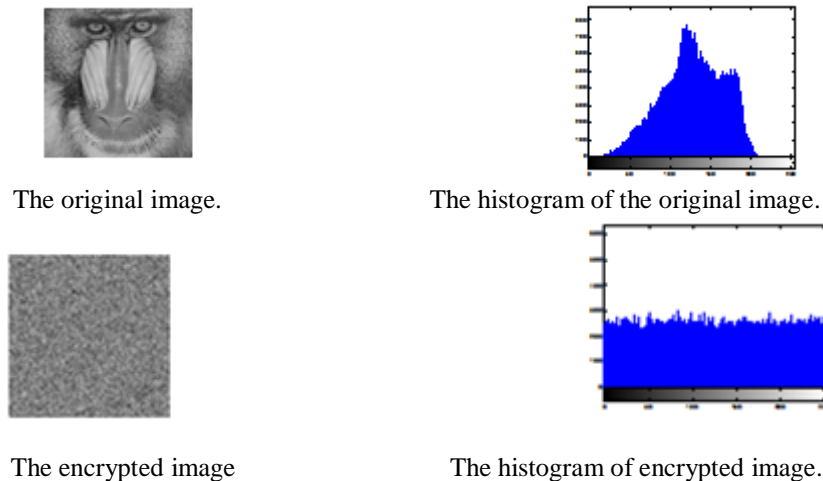 The original image.
The histogram of the original image.
The encrypted image
The histogram of encrypted image.